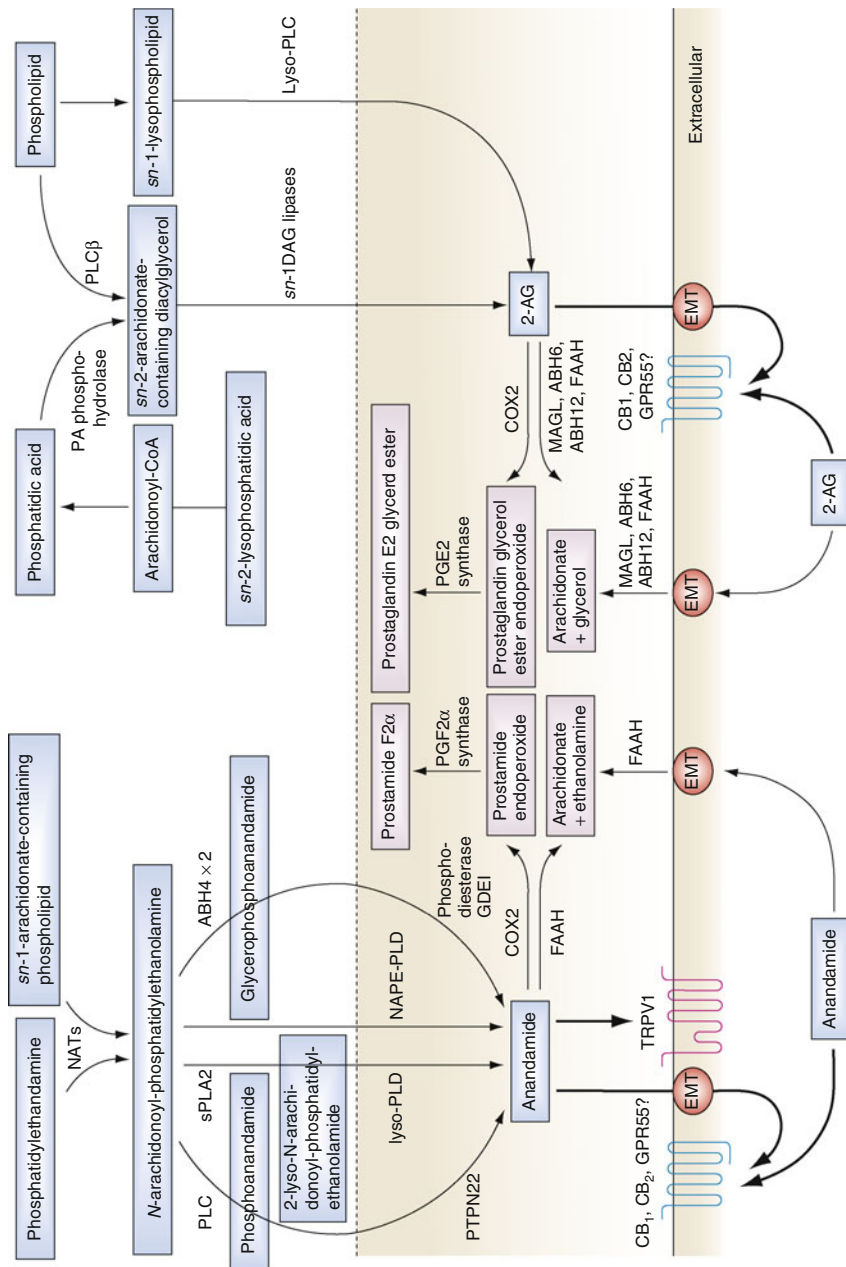 Phosphatidylethandamine
sn-1-arachidonate-containing
phospholipid
NATs
N-arachidonoyl-phosphatidylethanolamine
PLC
sPLA2
ABH4 × 2
Phosphoanandamide
2-lyso-N-arachi-
donoyl-phosphatidyl-
ethanolamide
Glycerophosphoanandamide
PTPN22
lyso-PLD
NAPE-PLD
Phospho-
diesterase
GDEI
Anandamide
COX2
FAAH
Prostamide F2α
PGF2α
synthase
Prostamide
endoperoxide
Arachidonate
+ ethanolamine
FAAH
CB1, CB2, GPR55?
EMT
TRPV1
EMT
Anandamide
Phosphatidic acid
Phospholipid
PA phospho-
hydrolase
PLCβ
Arachidonoyl-CoA
sn-2-arachidonate-
containing diacylglycerol
sn-1-lysophospholipid
sn-2-lysophosphatidic acid
sn-1DAG lipases
Lyso-PLC
Prostaglandin E2 glycerd ester
PGE2
synthase
Prostaglandin glycerol
ester endoperoxide
Arachidonate
+ glycerol
COX2
MAGL, ABH6,
ABH12, FAAH
2-AG
MAGL, ABH6,
ABH12, FAAH
CB1, CB2,
GPR55?
EMT
EMT
Extracellular
2-AG